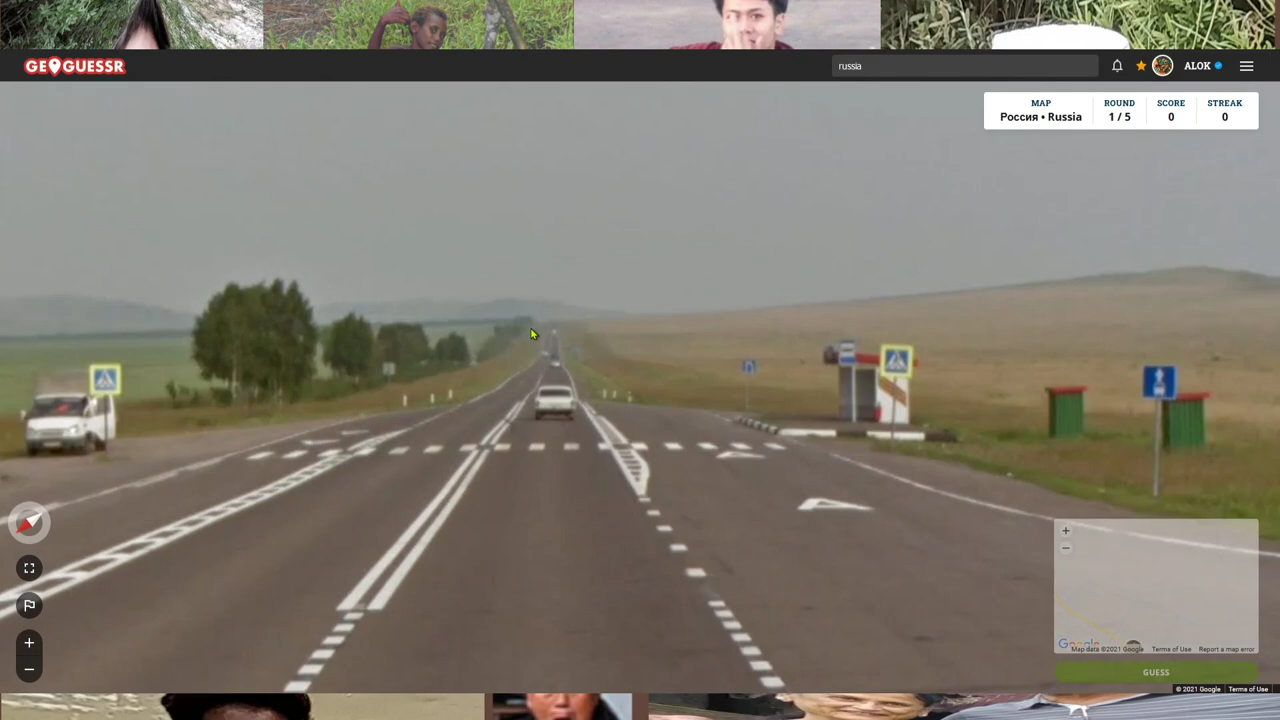 GEOGUESSR
russia
ALOK
MAP ROUND SCORE STREAK
Россия • Russia 1 / 5 0 0
+
−
Google
Map data ©2021 Google Terms of Use Report a map error
GUESS
+
−
© 2021 Google Terms of Use